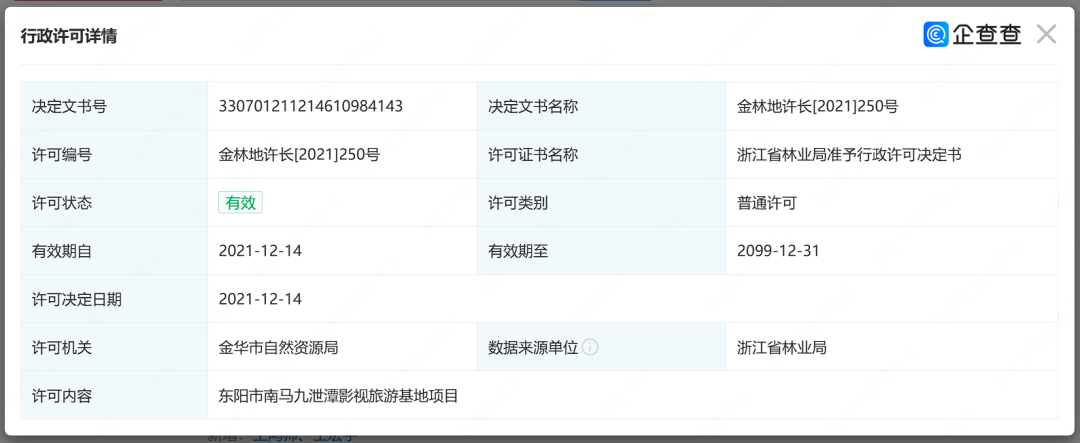 行政许可详情
企查查
决定文书号 330701211214610984143 决定文书名称 金林地许长[2021]250号
许可编号 金林地许长[2021]250号 许可证书名称 浙江省林业局准予行政许可决定书
许可状态 有效 许可类别 普通许可
有效期自 2021-12-14 有效期至 2099-12-31
许可决定日期 2021-12-14
许可机关 金华市自然资源局 数据来源单位 浙江省林业局
许可内容 东阳市南马九泄潭影视旅游基地项目